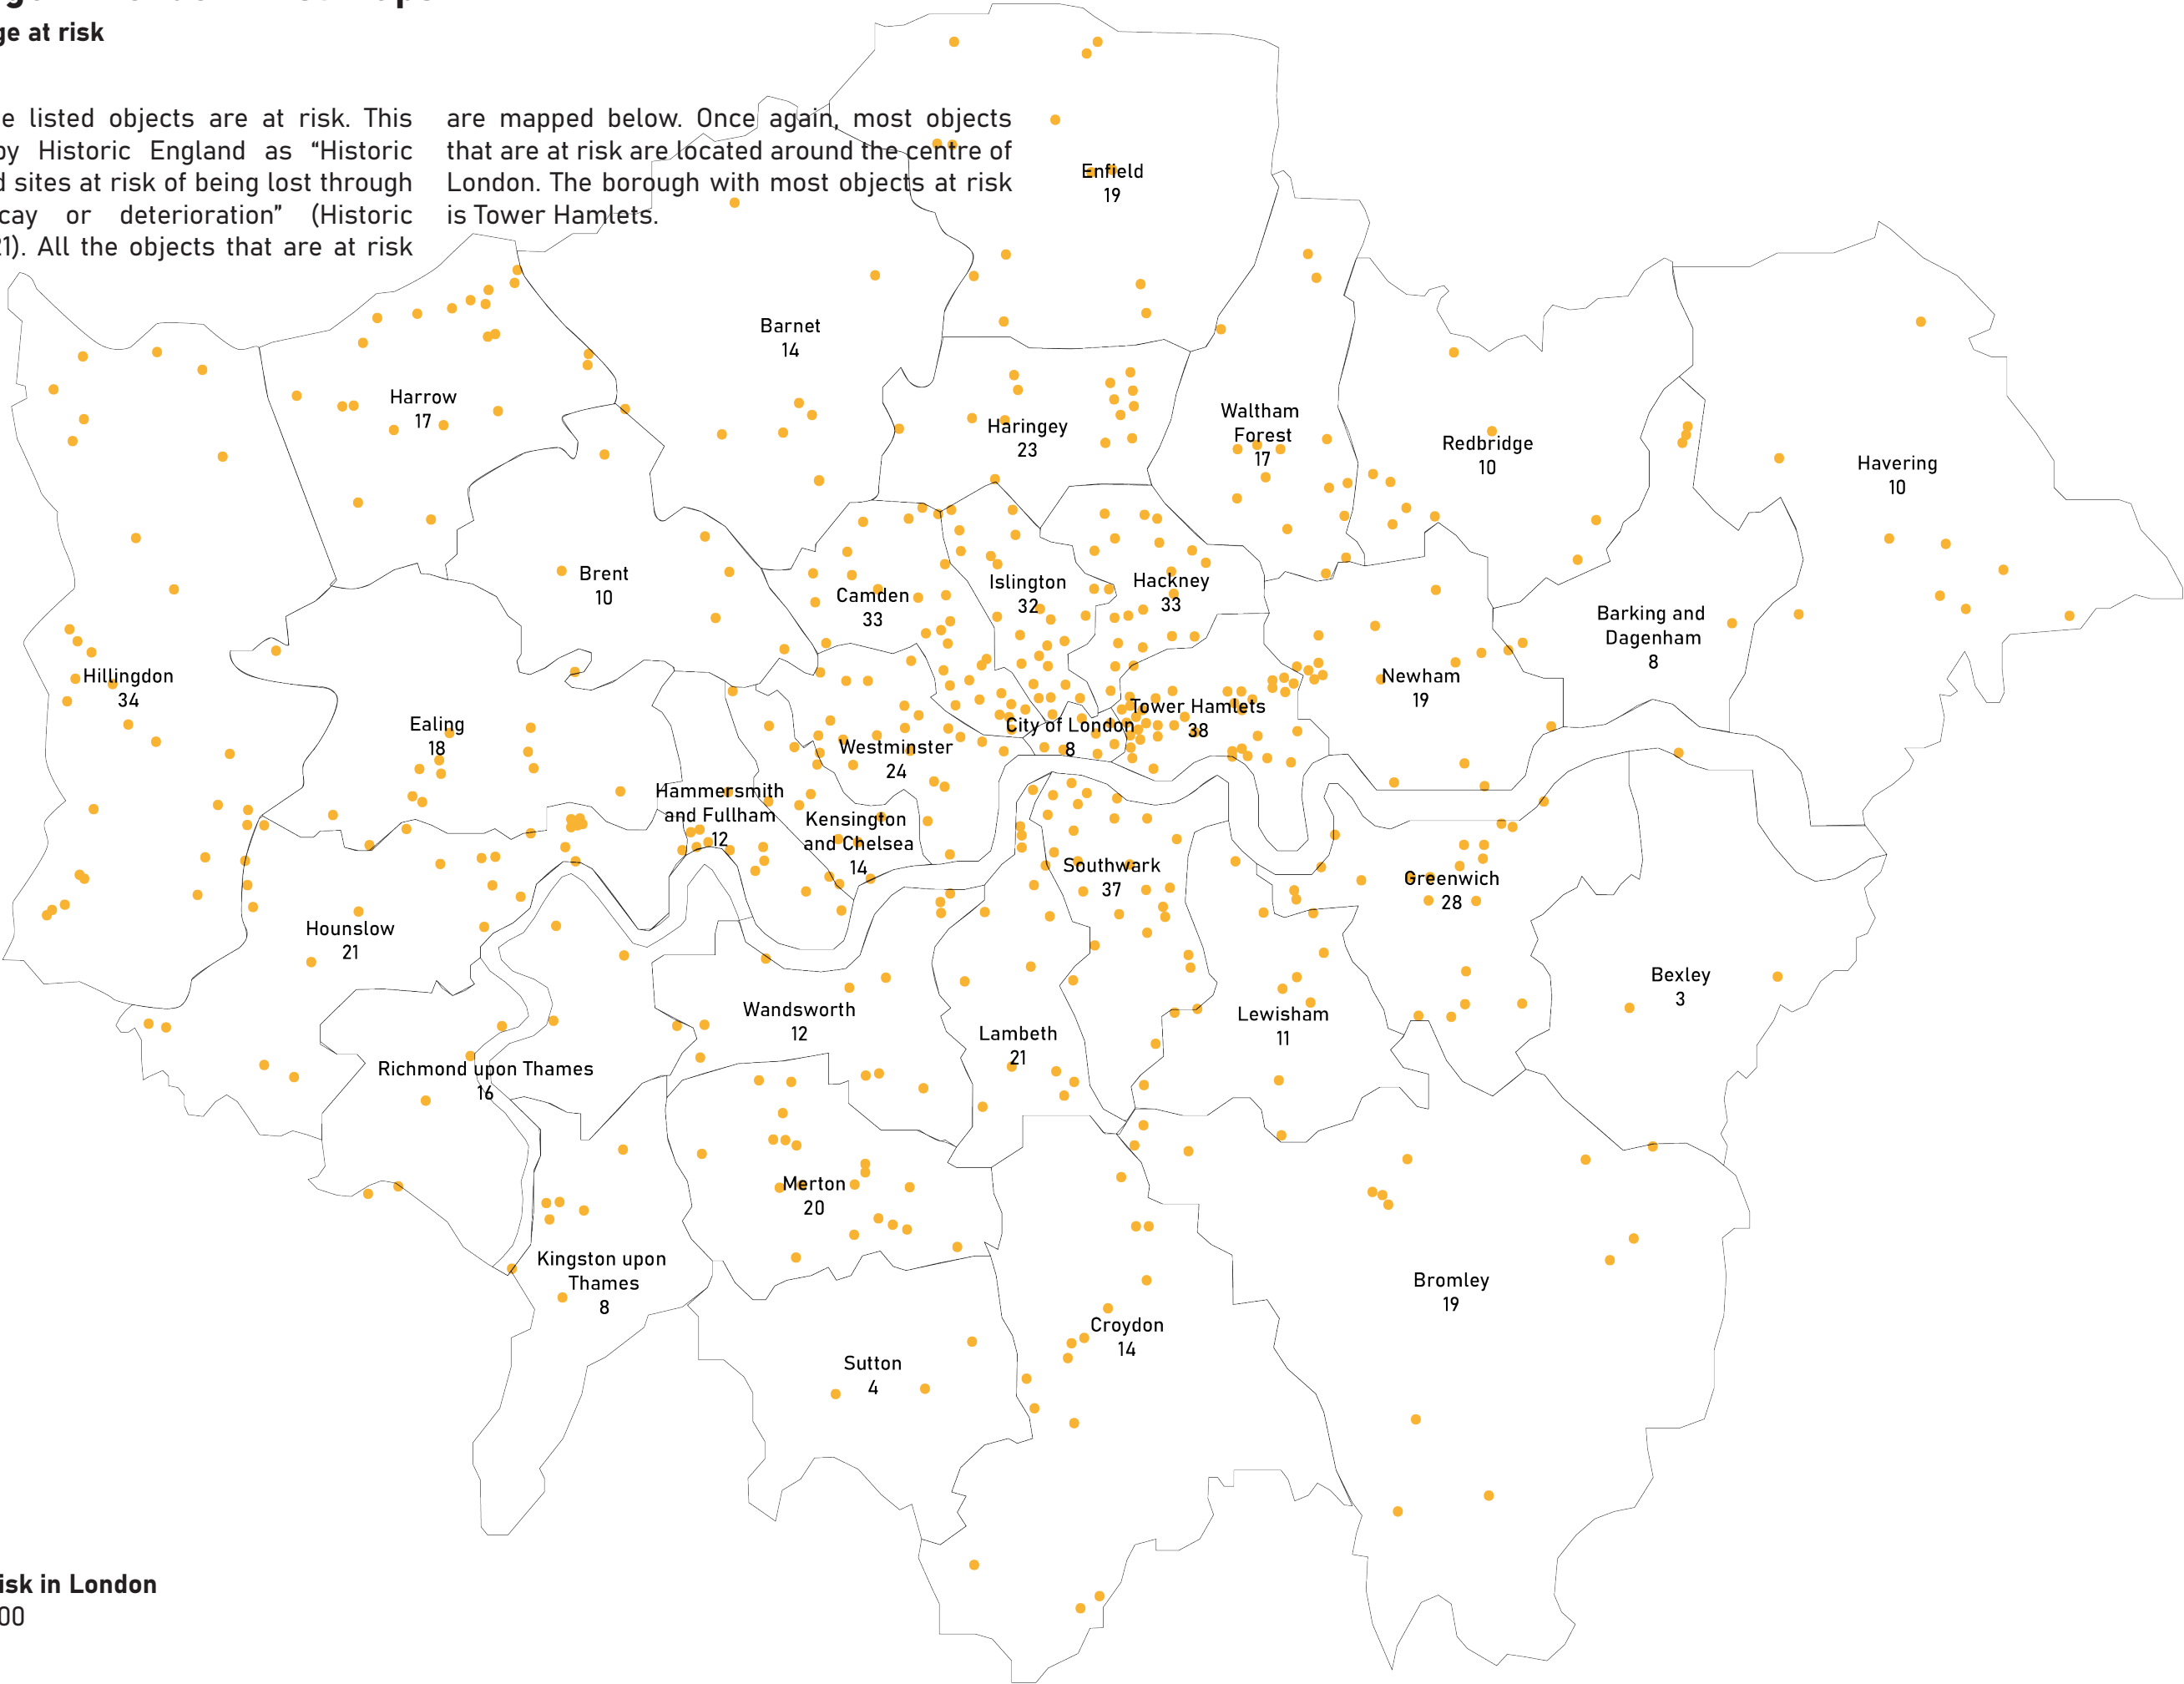 ge at risk
e listed objects are at risk. This
by Historic England as “Historic
d sites at risk of being lost through
cay or deterioration” (Historic
21). All the objects that are at risk
are mapped below. Once again, most objects
that are at risk are located around the centre of
London. The borough with most objects at risk
is Tower Hamlets.
Enfield
19
Barnet
14
Harrow
17
Haringey
23
Waltham
Forest
17
Redbridge
10
Havering
10
Brent
10
Camden
33
Islington
32
Hackney
33
Barking and
Dagenham
8
Hillingdon
34
Ealing
18
Newham
19
Tower Hamlets
38
City of London
8
Westminster
24
Hammersmith
and Fullham
12
Kensington
and Chelsea
14
Southwark
37
Greenwich
28
Hounslow
21
Bexley
3
Wandsworth
12
Lambeth
21
Lewisham
11
Richmond upon Thames
16
Merton
20
Kingston upon
Thames
8
Bromley
19
Croydon
14
Sutton
4
isk in London
00